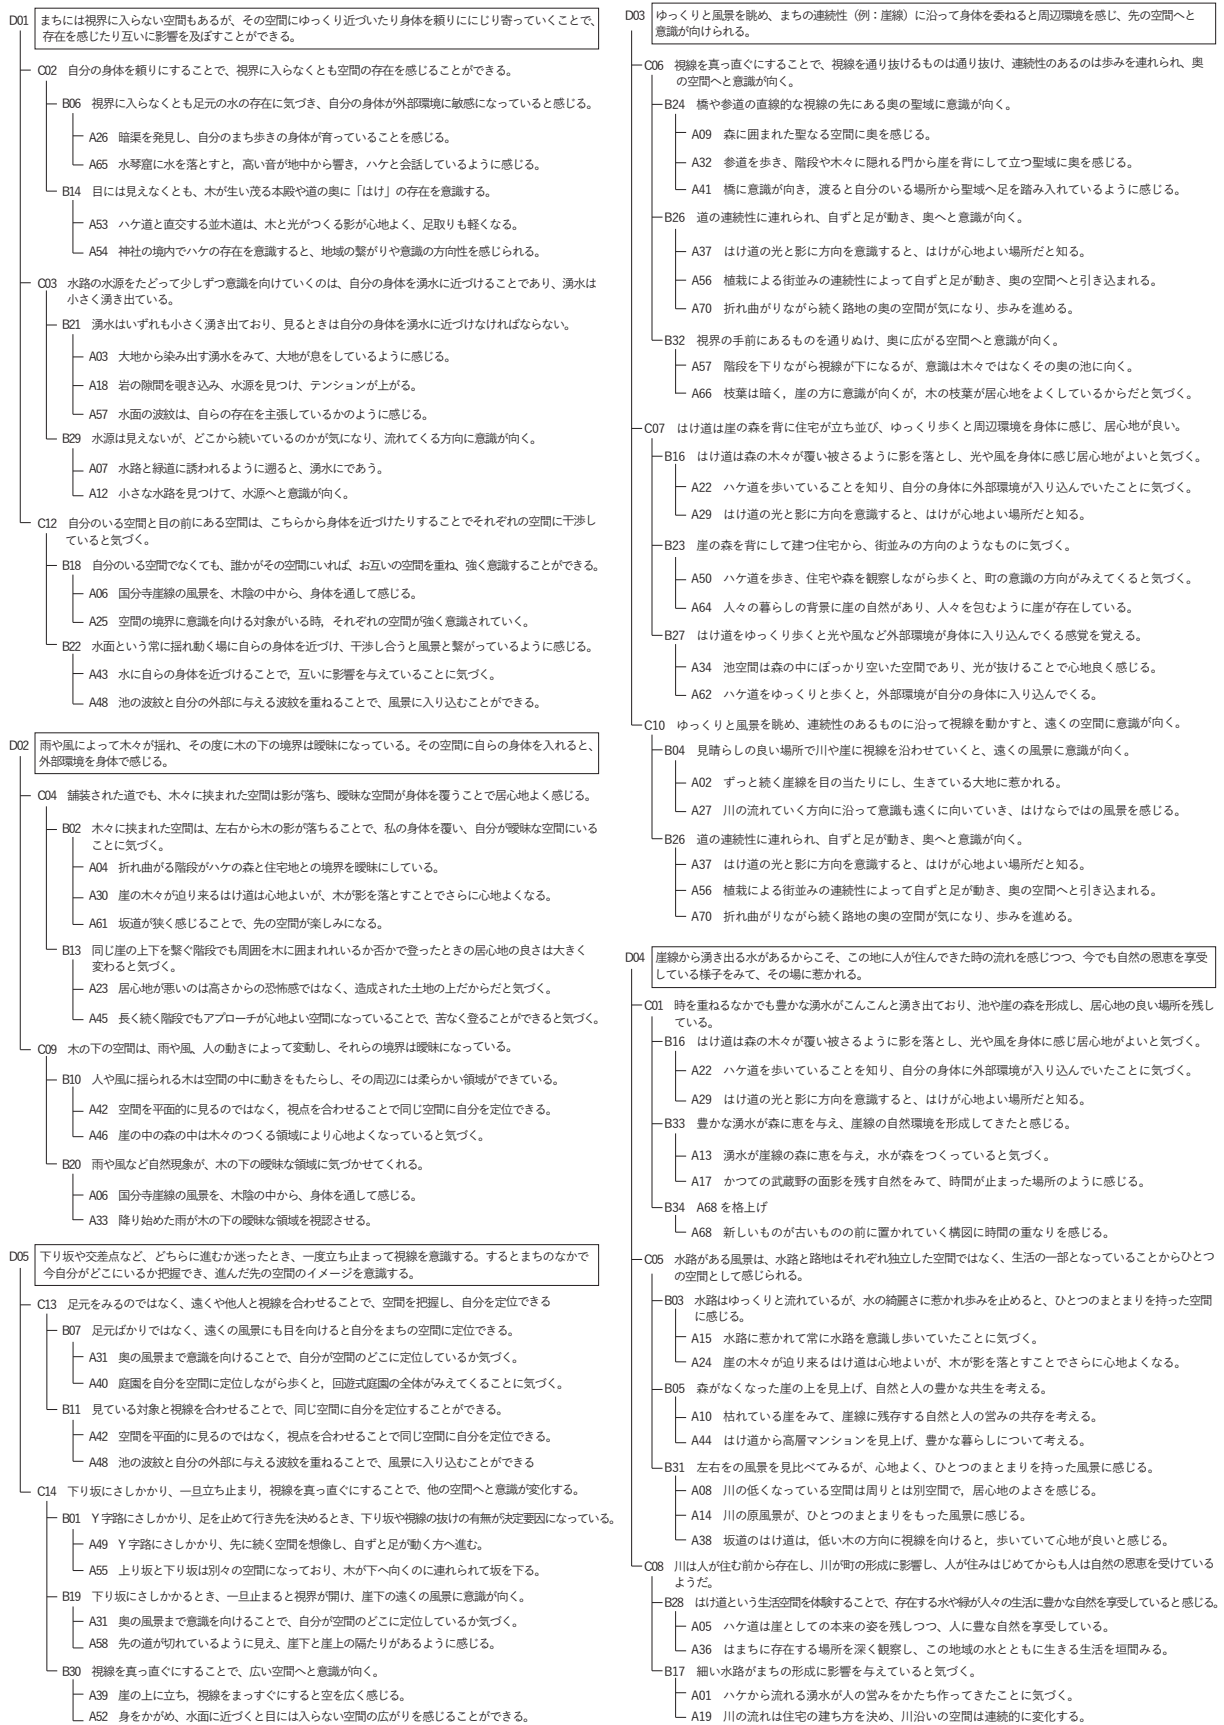 D01 まちには視界に入らない空間もあるが、その空間にゆっくり近づいたり身体を頼りににじり寄っていくことで、
存在を感じたり互いに影響を及ぼすことができる。
C02 自分の身体を頼りにすることで、視界に入らなくとも空間の存在を感じることができる。
B06 視界に入らなくとも足元の水の存在に気づき、自分の身体が外部環境に敏感になっていると感じる。
A26 暗渠を発見し、自分のまち歩きの身体が育っていることを感じる。
A65 水琴窟に水を落とすと，高い音が地中から響き，ハケと会話しているように感じる。
B14 目には見えなくとも、木が生い茂る本殿や道の奥に「はけ」の存在を意識する。
A53 ハケ道と直交する並木道は、木と光がつくる影が心地よく、足取りも軽くなる。
A54 神社の境内でハケの存在を意識すると、地域の繋がりや意識の方向性を感じられる。
C03 水路の水源をたどって少しずつ意識を向けていくのは、自分の身体を湧水に近づけることであり、湧水は
小さく湧き出ている。
B21 湧水はいずれも小さく湧き出ており、見るときは自分の身体を湧水に近づけなければならない。
A03 大地から染み出す湧水をみて、大地が息をしているように感じる。
A18 岩の隙間を覗き込み、水源を見つけ、テンションが上がる。
A57 水面の波紋は、自らの存在を主張しているかのように感じる。
B29 水源は見えないが、どこから続いているのかが気になり、流れてくる方向に意識が向く。
A07 水路と緑道に誘われるように遡ると、湧水にであう。
A12 小さな水路を見つけて、水源へと意識が向く。
C12 自分のいる空間と目の前にある空間は、こちらから身体を近づけたりすることでそれぞれの空間に干渉し
ていると気づく。
B18 自分のいる空間でなくても、誰かがその空間にいれば、お互いの空間を重ね、強く意識することができる。
A06 国分寺崖線の風景を、木陰の中から、身体を通して感じる。
A25 空間の境界に意識を向ける対象がいる時，それぞれの空間が強く意識されていく。
B22 水面という常に揺れ動く場に自らの身体を近づけ、干渉し合うと風景と繋がっているように感じる。
A43 水に自らの身体を近づけることで，互いに影響を与えていることに気づく。
A48 池の波紋と自分の外部に与える波紋を重ねることで、風景に入り込むことができる。
D02 雨や風によって木々が揺れ、その度に木の下の境界は曖昧になっている。その空間に自らの身体を入れると、
外部環境を身体で感じる。
C04 舗装された道でも、木々に挟まれた空間は影が落ち、曖昧な空間が身体を覆うことで居心地よく感じる。
B02 木々に挟まれた空間は、左右から木の影が落ちることで、私の身体を覆い、自分が曖昧な空間にいる
ことに気づく。
A04 折れ曲がる階段がハケの森と住宅地との境界を曖昧にしている。
A30 崖の木々が迫り来るはけ道は心地よいが、木が影を落とすことでさらに心地よくなる。
A61 坂道が狭く感じることで、先の空間が楽しみになる。
B13 同じ崖の上下を繋ぐ階段でも周囲を木に囲まれれいるか否かで登ったときの居心地の良さは大きく
変わると気づく。
A23 居心地が悪いのは高さからの恐怖感ではなく、造成された土地の上だからだと気づく。
A45 長く続く階段でもアプローチが心地よい空間になっていることで、苦なく登ることができると気づく。
C09 木の下の空間は、雨や風、人の動きによって変動し、それらの境界は曖昧になっている。
B10 人や風に揺られる木は空間の中に動きをもたらし、その周辺には柔らかい領域ができている。
A42 空間を平面的に見るのではなく，視点を合わせることで同じ空間に自分を定位できる。
A46 崖の中の森の中は木々のつくる領域により心地よくなっていると気づく。
B20 雨や風など自然現象が、木の下の曖昧な領域に気づかせてくれる。
A06 国分寺崖線の風景を、木陰の中から、身体を通して感じる。
A33 降り始めた雨が木の下の曖昧な領域を視認させる。
D05 下り坂や交差点など、どちらに進むか迷ったとき、一度立ち止まって視線を意識する。するとまちのなかで
今自分がどこにいるか把握でき、進んだ先の空間のイメージを意識する。
C13 足元をみるのではなく、遠くや他人と視線を合わせることで、空間を把握し、自分を定位できる
B07 足元ばかりではなく、遠くの風景にも目を向けると自分をまちの空間に定位できる。
A31 奥の風景まで意識を向けることで、自分が空間のどこに定位しているか気づく。
A40 庭園を自分を空間に定位しながら歩くと，回遊式庭園の全体がみえてくることに気づく。
B11 見ている対象と視線を合わせることで、同じ空間に自分を定位することができる。
A42 空間を平面的に見るのではなく，視点を合わせることで同じ空間に自分を定位できる。
A48 池の波紋と自分の外部に与える波紋を重ねることで、風景に入り込むことができる
C14 下り坂にさしかかり、一旦立ち止まり，視線を真っ直ぐにすることで、他の空間へと意識が変化する。
B01 Y字路にさしかかり、足を止めて行き先を決めるとき、下り坂や視線の抜けの有無が決定要因になっている。
A49 Y字路にさしかかり、先に続く空間を想像し、自ずと足が動く方へ進む。
A55 上り坂と下り坂は別々の空間になっており、木が下へ向くのに連れられて坂を下る。
B19 下り坂にさしかかるとき、一旦止まると視界が開け、崖下の遠くの風景に意識が向く。
A31 奥の風景まで意識を向けることで、自分が空間のどこに定位しているか気づく。
A58 先の道が切れているように見え、崖下と崖上の隔たりがあるように感じる。
B30 視線を真っ直ぐにすることで、広い空間へと意識が向く。
A39 崖の上に立ち，視線をまっすぐにすると空を広く感じる。
A52 身をかがめ、水面に近づくと目には入らない空間の広がりを感じることができる。
D03 ゆっくりと風景を眺め、まちの連続性（例：崖線）に沿って身体を委ねると周辺環境を感じ、先の空間へと
意識が向けられる。
C06 視線を真っ直ぐにすることで、視線を通り抜けるものは通り抜け、連続性のあるのは歩みを連れられ、奥
の空間へと意識が向く。
B24 橋や参道の直線的な視線の先にある奥の聖域に意識が向く。
A09 森に囲まれた聖なる空間に奥を感じる。
A32 参道を歩き、階段や木々に隠れる門から崖を背にして立つ聖域に奥を感じる。
A41 橋に意識が向き，渡ると自分のいる場所から聖域へ足を踏み入れているように感じる。
B26 道の連続性に連れられ、自ずと足が動き、奥へと意識が向く。
A37 はけ道の光と影に方向を意識すると、はけが心地よい場所だと知る。
A56 植栽による街並みの連続性によって自ずと足が動き、奥の空間へと引き込まれる。
A70 折れ曲がりながら続く路地の奥の空間が気になり、歩みを進める。
B32 視界の手前にあるものを通りぬけ、奥に広がる空間へと意識が向く。
A57 階段を下りながら視線が下になるが、意識は木々ではなくその奥の池に向く。
A66 枝葉は暗く，崖の方に意識が向くが，木の枝葉が居心地をよくしているからだと気づく。
C07 はけ道は崖の森を背に住宅が立ち並び、ゆっくり歩くと周辺環境を身体に感じ、居心地が良い。
B16 はけ道は森の木々が覆い被さるように影を落とし、光や風を身体に感じ居心地がよいと気づく。
A22 ハケ道を歩いていることを知り、自分の身体に外部環境が入り込んでいたことに気づく。
A29 はけ道の光と影に方向を意識すると、はけが心地よい場所だと知る。
B23 崖の森を背にして建つ住宅から、街並みの方向のようなものに気づく。
A50 ハケ道を歩き、住宅や森を観察しながら歩くと、町の意識の方向がみえてくると気づく。
A64 人々の暮らしの背景に崖の自然があり、人々を包むように崖が存在している。
B27 はけ道をゆっくり歩くと光や風など外部環境が身体に入り込んでくる感覚を覚える。
A34 池空間は森の中にぽっかり空いた空間であり、光が抜けることで心地良く感じる。
A62 ハケ道をゆっくりと歩くと，外部環境が自分の身体に入り込んでくる。
C10 ゆっくりと風景を眺め、連続性のあるものに沿って視線を動かすと、遠くの空間に意識が向く。
B04 見晴らしの良い場所で川や崖に視線を沿わせていくと、遠くの風景に意識が向く。
A02 ずっと続く崖線を目の当たりにし、生きている大地に惹かれる。
A27 川の流れていく方向に沿って意識も遠くに向いていき、はけならではの風景を感じる。
B26 道の連続性に連れられ、自ずと足が動き、奥へと意識が向く。
A37 はけ道の光と影に方向を意識すると、はけが心地よい場所だと知る。
A56 植栽による街並みの連続性によって自ずと足が動き、奥の空間へと引き込まれる。
A70 折れ曲がりながら続く路地の奥の空間が気になり、歩みを進める。
D04 崖線から湧き出る水があるからこそ、この地に人が住んできた時の流れを感じつつ、今でも自然の恩恵を享受
している様子をみて、その場に惹かれる。
C01 時を重ねるなかでも豊かな湧水がこんこんと湧き出ており、池や崖の森を形成し、居心地の良い場所を残し
ている。
B16 はけ道は森の木々が覆い被さるように影を落とし、光や風を身体に感じ居心地がよいと気づく。
A22 ハケ道を歩いていることを知り、自分の身体に外部環境が入り込んでいたことに気づく。
A29 はけ道の光と影に方向を意識すると、はけが心地よい場所だと知る。
B33 豊かな湧水が森に恵を与え、崖線の自然環境を形成してきたと感じる。
A13 湧水が崖線の森に恵を与え，水が森をつくっていると気づく。
A17 かつての武蔵野の面影を残す自然をみて、時間が止まった場所のように感じる。
B34 A68を格上げ
A68 新しいものが古いものの前に置かれていく構図に時間の重なりを感じる。
C05 水路がある風景は、水路と路地はそれぞれ独立した空間ではなく、生活の一部となっていることからひとつ
の空間として感じられる。
B03 水路はゆっくりと流れているが、水の綺麗さに惹かれ歩みを止めると、ひとつのまとまりを持った空間
に感じる。
A15 水路に惹かれて常に水路を意識し歩いていたことに気づく。
A24 崖の木々が迫り来るはけ道は心地よいが、木が影を落とすことでさらに心地よくなる。
B05 森がなくなった崖の上を見上げ、自然と人の豊かな共生を考える。
A10 枯れている崖をみて、崖線に残存する自然と人の営みの共存を考える。
A44 はけ道から高層マンションを見上げ、豊かな暮らしについて考える。
B31 左右をの風景を見比べてみるが、心地よく、ひとつのまとまりを持った風景に感じる。
A08 川の低くなっている空間は周りとは別空間で，居心地のよさを感じる。
A14 川の原風景が、ひとつのまとまりをもった風景に感じる。
A38 坂道のはけ道は，低い木の方向に視線を向けると，歩いていて心地が良いと感じる。
C08 川は人が住む前から存在し、川が町の形成に影響し、人が住みはじめてからも人は自然の恩恵を受けている
ようだ。
B28 はけ道という生活空間を体験することで、存在する水や緑が人々の生活に豊かな自然を享受していると感じる。
A05 ハケ道は崖としての本来の姿を残しつつ、人に豊な自然を享受している。
A36 はまちに存在する場所を深く観察し、この地域の水とともに生きる生活を垣間みる。
B17 細い水路がまちの形成に影響を与えていると気づく。
A01 ハケから流れる湧水が人の営みをかたち作ってきたことに気づく。
A19 川の流れは住宅の建ち方を決め、川沿いの空間は連続的に変化する。